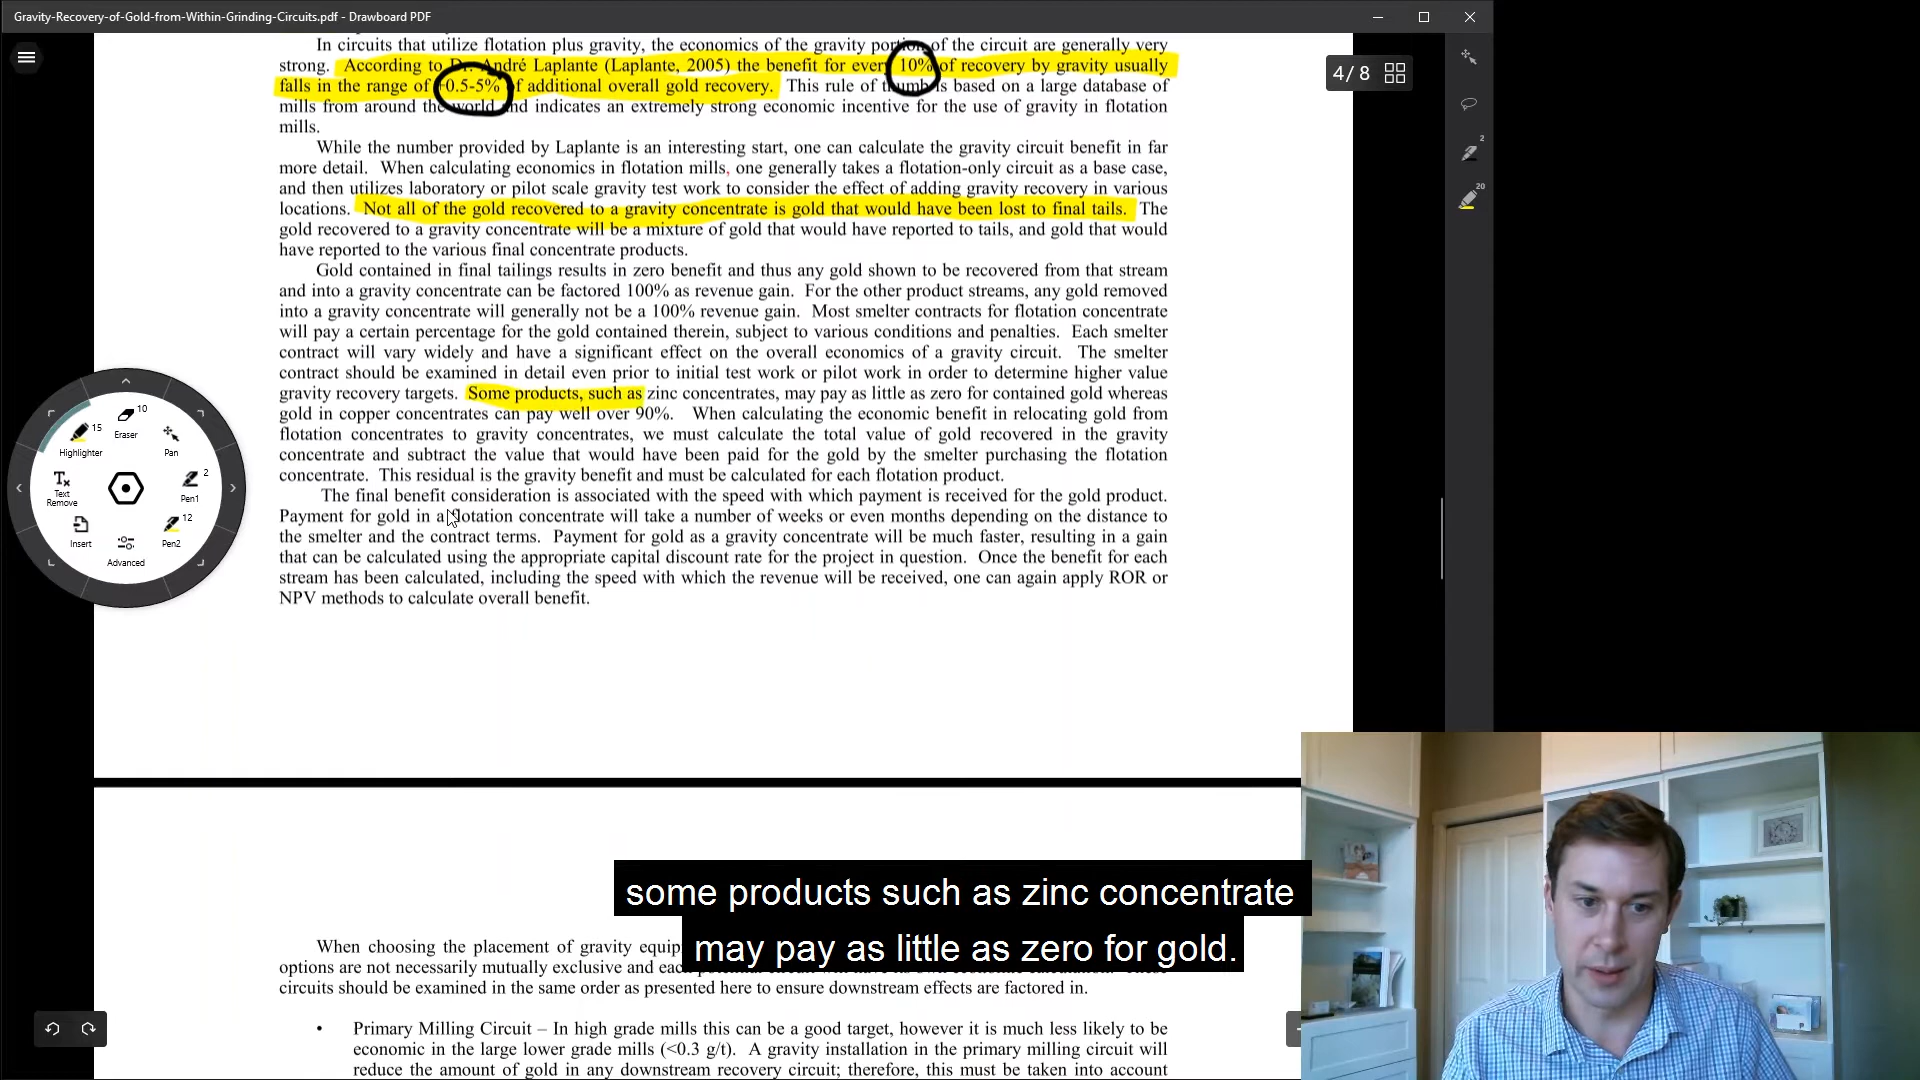 Gravity-Recovery-of-Gold-from-Within-Grinding-Circuits.pdf - Drawboard PDF
4/8
In circuits that utilize flotation plus gravity, the economics of the gravity portion of the circuit are generally very
strong. According to Dr. André Laplante (Laplante, 2005) the benefit for every 10% of recovery by gravity usually
falls in the range of +0.5-5% of additional overall gold recovery. This rule of thumb is based on a large database of
mills from around the world and indicates an extremely strong economic incentive for the use of gravity in flotation
mills.
While the number provided by Laplante is an interesting start, one can calculate the gravity circuit benefit in far
more detail. When calculating economics in flotation mills, one generally takes a flotation-only circuit as a base case,
and then utilizes laboratory or pilot scale gravity test work to consider the effect of adding gravity recovery in various
locations. Not all of the gold recovered to a gravity concentrate is gold that would have been lost to final tails. The
gold recovered to a gravity concentrate will be a mixture of gold that would have reported to tails, and gold that would
have reported to the various final concentrate products.
Gold contained in final tailings results in zero benefit and thus any gold shown to be recovered from that stream
and into a gravity concentrate can be factored 100% as revenue gain. For the other product streams, any gold removed
into a gravity concentrate will generally not be a 100% revenue gain. Most smelter contracts for flotation concentrate
will pay a certain percentage for the gold contained therein, subject to various conditions and penalties. Each smelter
contract will vary widely and have a significant effect on the overall economics of a gravity circuit. The smelter
contract should be examined in detail even prior to initial test work or pilot work in order to determine higher value
gravity recovery targets. Some products, such as zinc concentrates, may pay as little as zero for contained gold whereas
gold in copper concentrates can pay well over 90%. When calculating the economic benefit in relocating gold from
flotation concentrates to gravity concentrates, we must calculate the total value of gold recovered in the gravity
concentrate and subtract the value that would have been paid for the gold by the smelter purchasing the flotation
concentrate. This residual is the gravity benefit and must be calculated for each flotation product.
The final benefit consideration is associated with the speed with which payment is received for the gold product.
Payment for gold in a flotation concentrate will take a number of weeks or even months depending on the distance to
the smelter and the contract terms. Payment for gold as a gravity concentrate will be much faster, resulting in a gain
that can be calculated using the appropriate capital discount rate for the project in question. Once the benefit for each
stream has been calculated, including the speed with which the revenue will be received, one can again apply ROR or
NPV methods to calculate overall benefit.
2
20
10
Eraser
15
Highlighter
Pan
Tx
Text
Remove
2
Pen1
Insert
12
Pen2
Advanced
some products such as zinc concentrate
may pay as little as zero for gold.
When choosing the placement of gravity
options are not necessarily mutually exclusive and
circuits should be examined in the same order as presented here to ensure downstream effects are factored in.
• Primary Milling Circuit – In high grade mills this can be a good target, however it is much less likely to be
economic in the large lower grade mills (<0.3 g/t). A gravity installation in the primary milling circuit will
reduce the amount of gold in any downstream recovery circuit; therefore, this must be taken into account